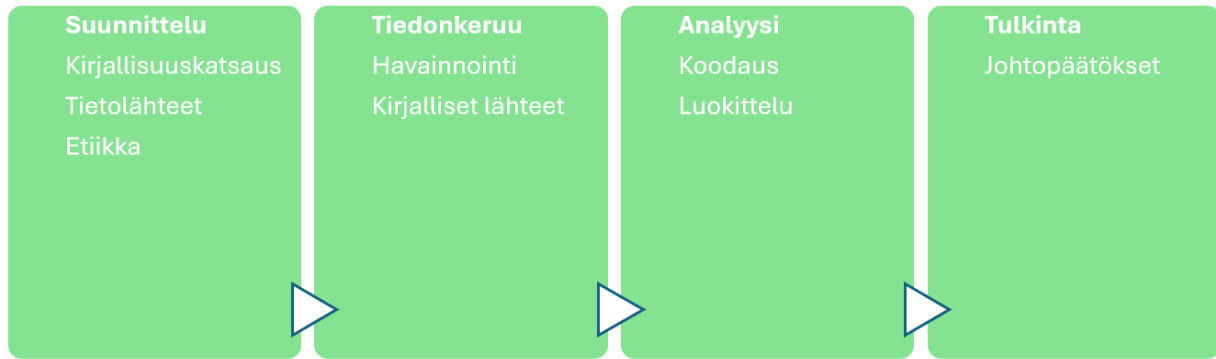 Suunnittelu
Kirjallisuuskatsaus
Tietolähteet
Etiikka
Tiedonkeruu
Havainnointi
Kirjalliset lähteet
Analyysi
Koodaus
Luokittelu
Tulkinta
Johtopäätökset